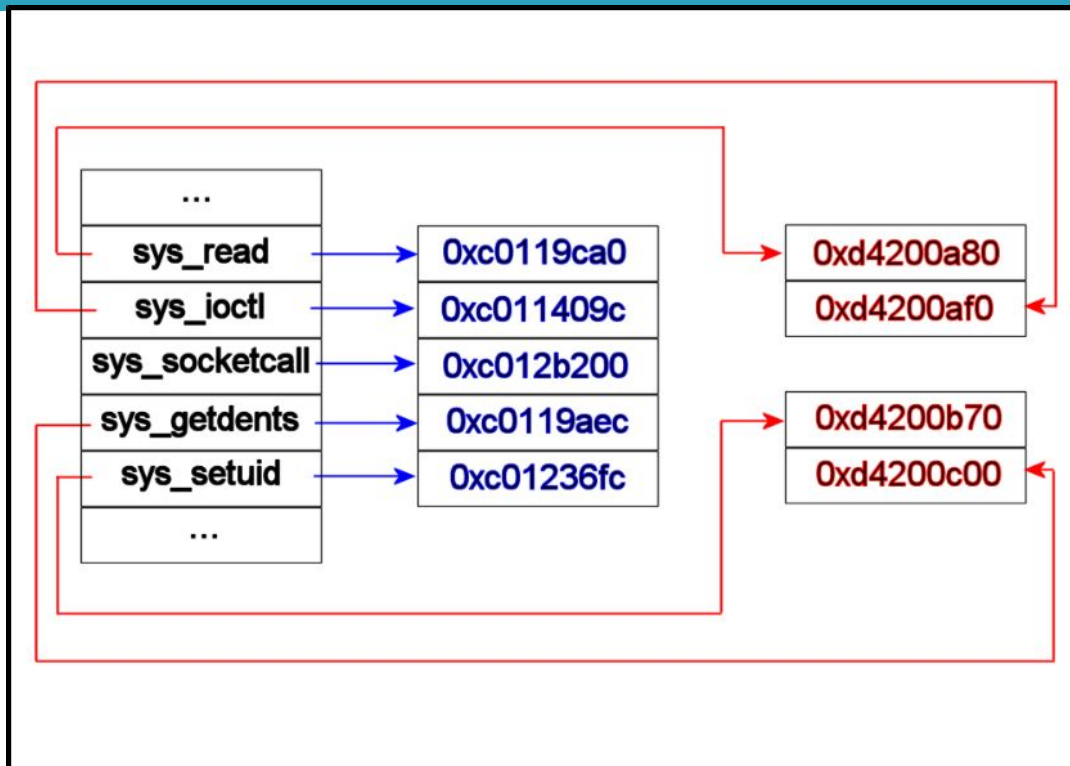 ...
sys_read
sys_ioctl
sys_socketcall
sys_getdents
sys_setuid
...
0xc0119ca0
0xc011409c
0xc012b200
0xc0119aec
0xc01236fc
0xd4200a80
0xd4200af0
0xd4200b70
0xd4200c00